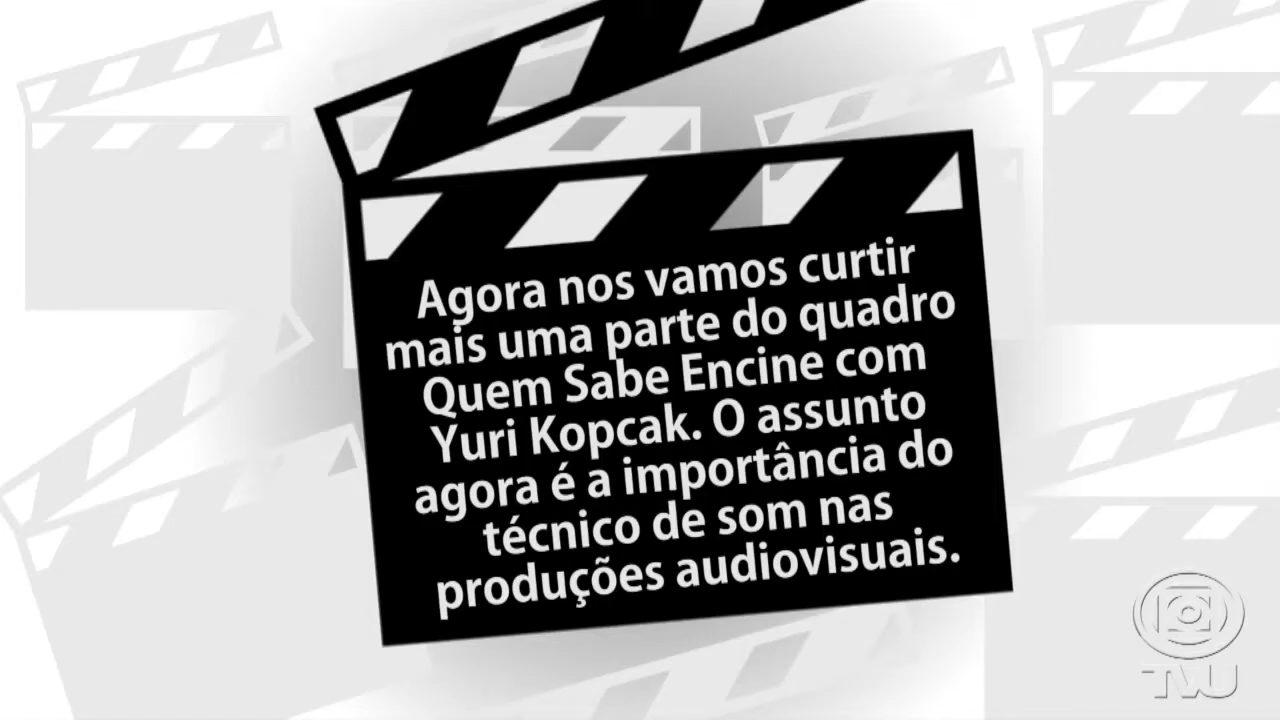 Agora nos vamos curtir
mais uma parte do quadro
Quem Sabe Encine com
Yuri Kopcak. O assunto
agora é a importância do
técnico de som nas
produções audiovisuais.
TVU